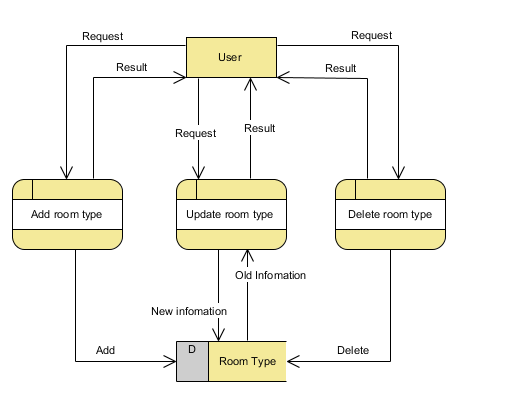 Request
Request
User
Result
Result
Request
Result
Add room type
Update room type
Delete room type
Old Infomation
New infomation
Add
D
Room Type
Delete